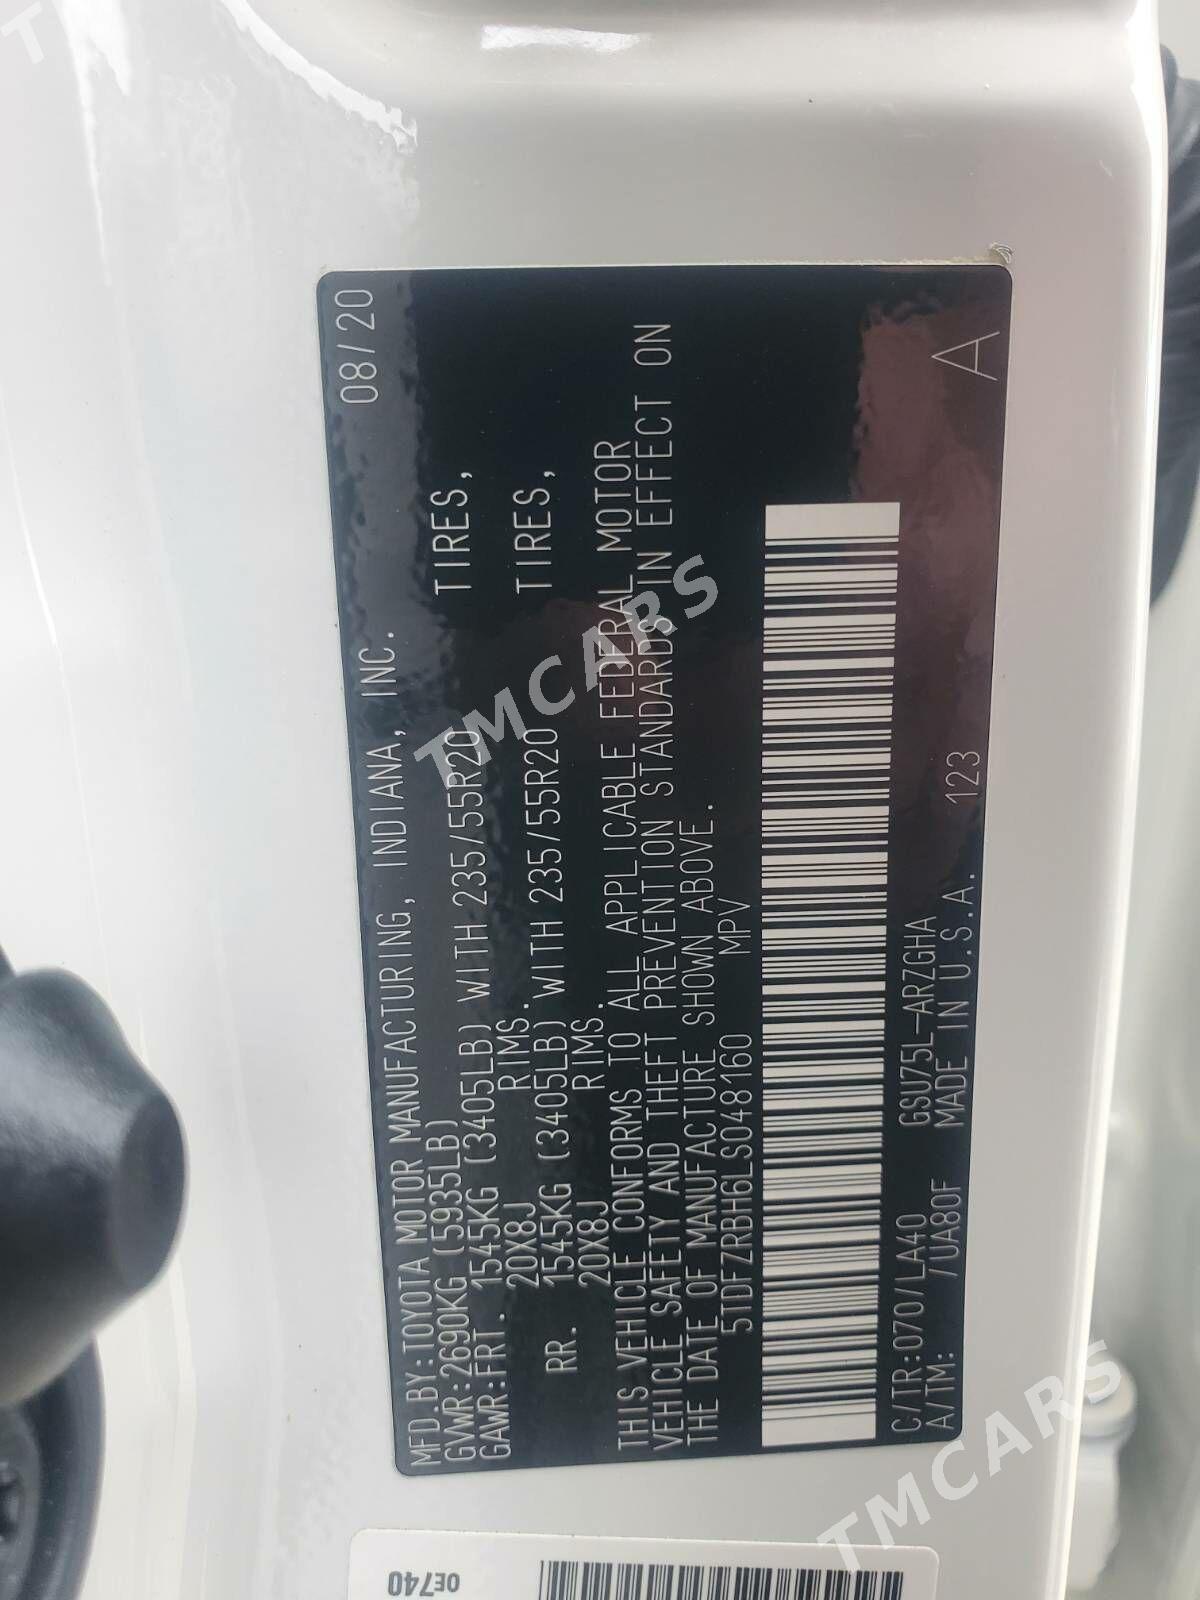 MFD.BY:TOYOTA MOTOR MANUFACTURING, INDIANA, INC. 08/20
GVWR:2690KG (5935LB)
GAWR:FRT. 1545KG (3405LB) WITH 235/55R20 TIRES,
20X8J RIMS.
RR. 1545KG (3405LB) WITH 235/55R20 TIRES,
20X8J RIMS.
THIS VEHICLE CONFORMS TO ALL APPLICABLE FEDERAL MOTOR
VEHICLE SAFETY AND THEFT PREVENTION STANDARDS IN EFFECT ON
THE DATE OF MANUFACTURE SHOWN ABOVE.
5TDFZRBH6LS048160 MPV
C/TR:070/LA40 GSU75L-ARZGHA
A/TM: /UA80F MADE IN U.S.A. 123 A
0E740
TMCARS
TMCARS